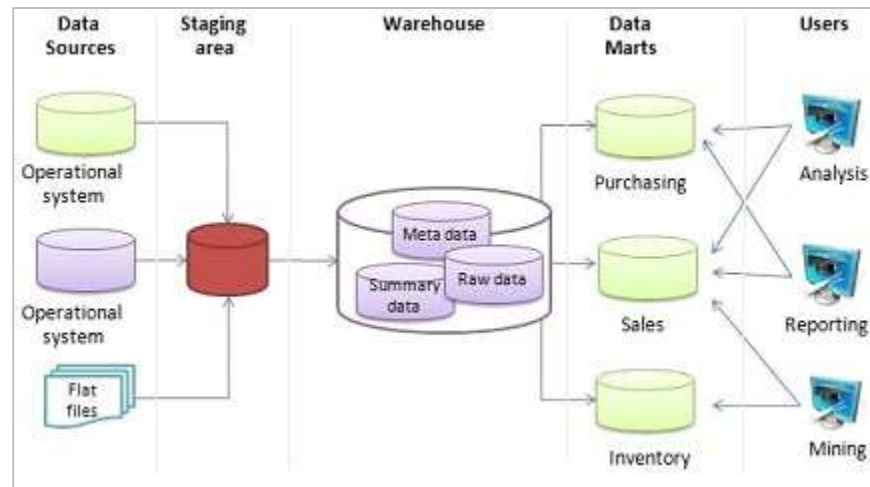 Data
Sources
Staging
area
Warehouse
Data
Marts
Users
Operational
system
Operational
system
Flat
files
Meta data
Summary
data
Raw data
Purchasing
Sales
Inventory
Analysis
Reporting
Mining